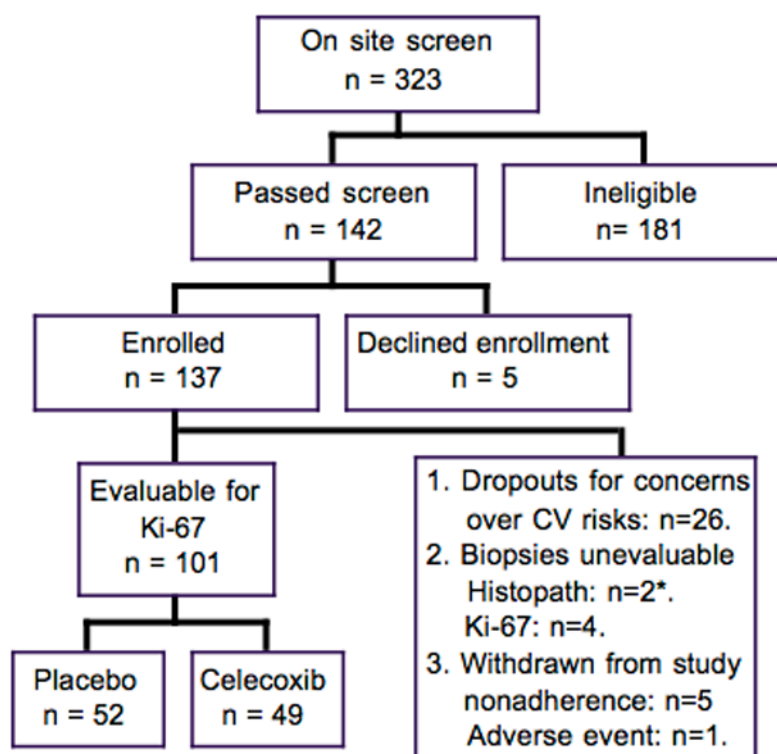 On site screen
n = 323
Passed screen
n = 142
Ineligible
n= 181
Enrolled
n = 137
Declined enrollment
n = 5
Evaluable for
Ki-67
n = 101
1. Dropouts for concerns
over CV risks: n=26.
2. Biopsies unevaluable
Histopath: n=2*.
Ki-67: n=4.
3. Withdrawn from study
nonadherence: n=5
Adverse event: n=1.
Placebo
n = 52
Celecoxib
n = 49